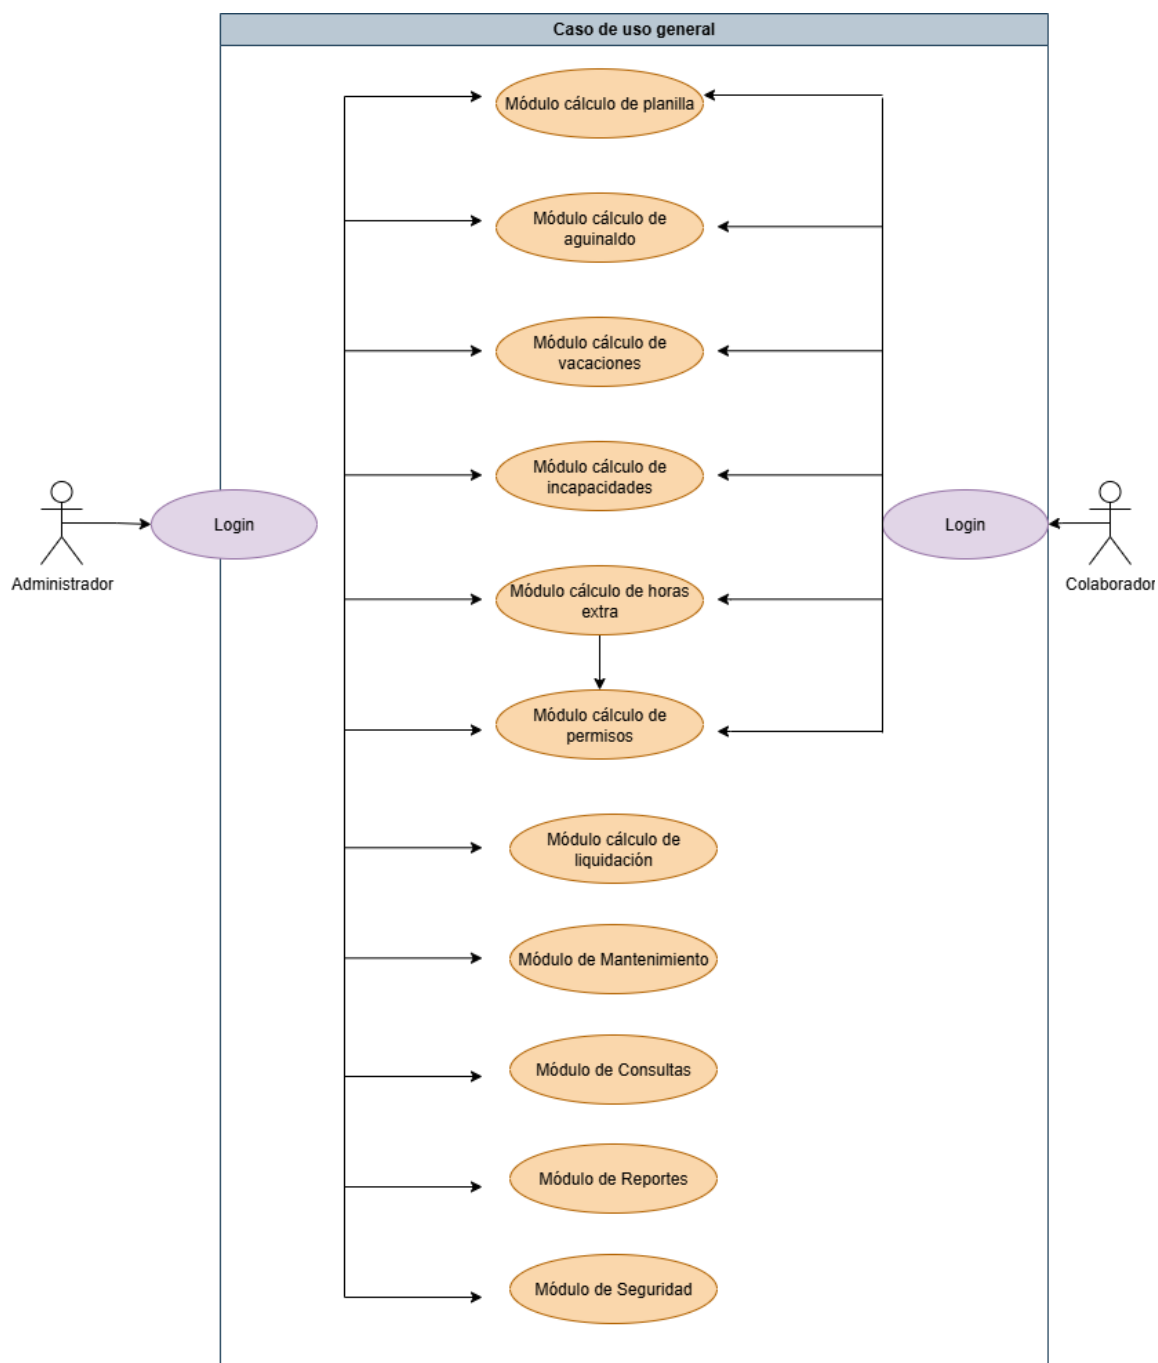 Caso de uso general
Módulo cálculo de planilla
Módulo cálculo de
aguinaldo
Módulo cálculo de
vacaciones
Módulo cálculo de
incapacidades
Login
Administrador
Login
Colaborador
Módulo cálculo de horas
extra
Módulo cálculo de
permisos
Módulo cálculo de
liquidación
Módulo de Mantenimiento
Módulo de Consultas
Módulo de Reportes
Módulo de Seguridad